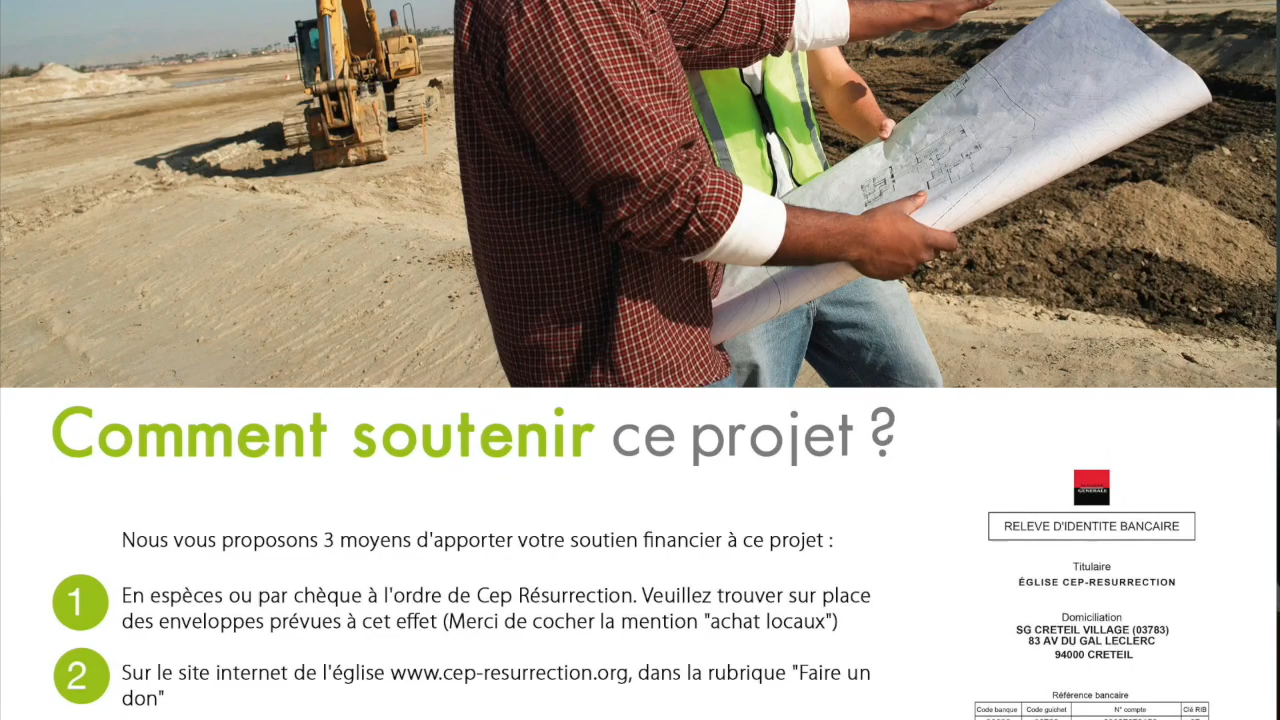 Comment soutenir ce projet ?
Nous vous proposons 3 moyens d'apporter votre soutien financier à ce projet :
1
En espèces ou par chèque à l'ordre de Cep Résurrection. Veuillez trouver sur place
des enveloppes prévues à cet effet (Merci de cocher la mention "achat locaux")
2
Sur le site internet de l'église www.cep-resurrection.org, dans la rubrique "Faire un
don"
GENERALE
RELEVE D'IDENTITE BANCAIRE
Titulaire
ÉGLISE CEP-RESURRECTION
Domiciliation
SG CRETEIL VILLAGE (03783)
83 AV DU GAL LECLERC
94000 CRETEIL
Référence bancaire
Code banque Code guichet N° compte Clé RIB